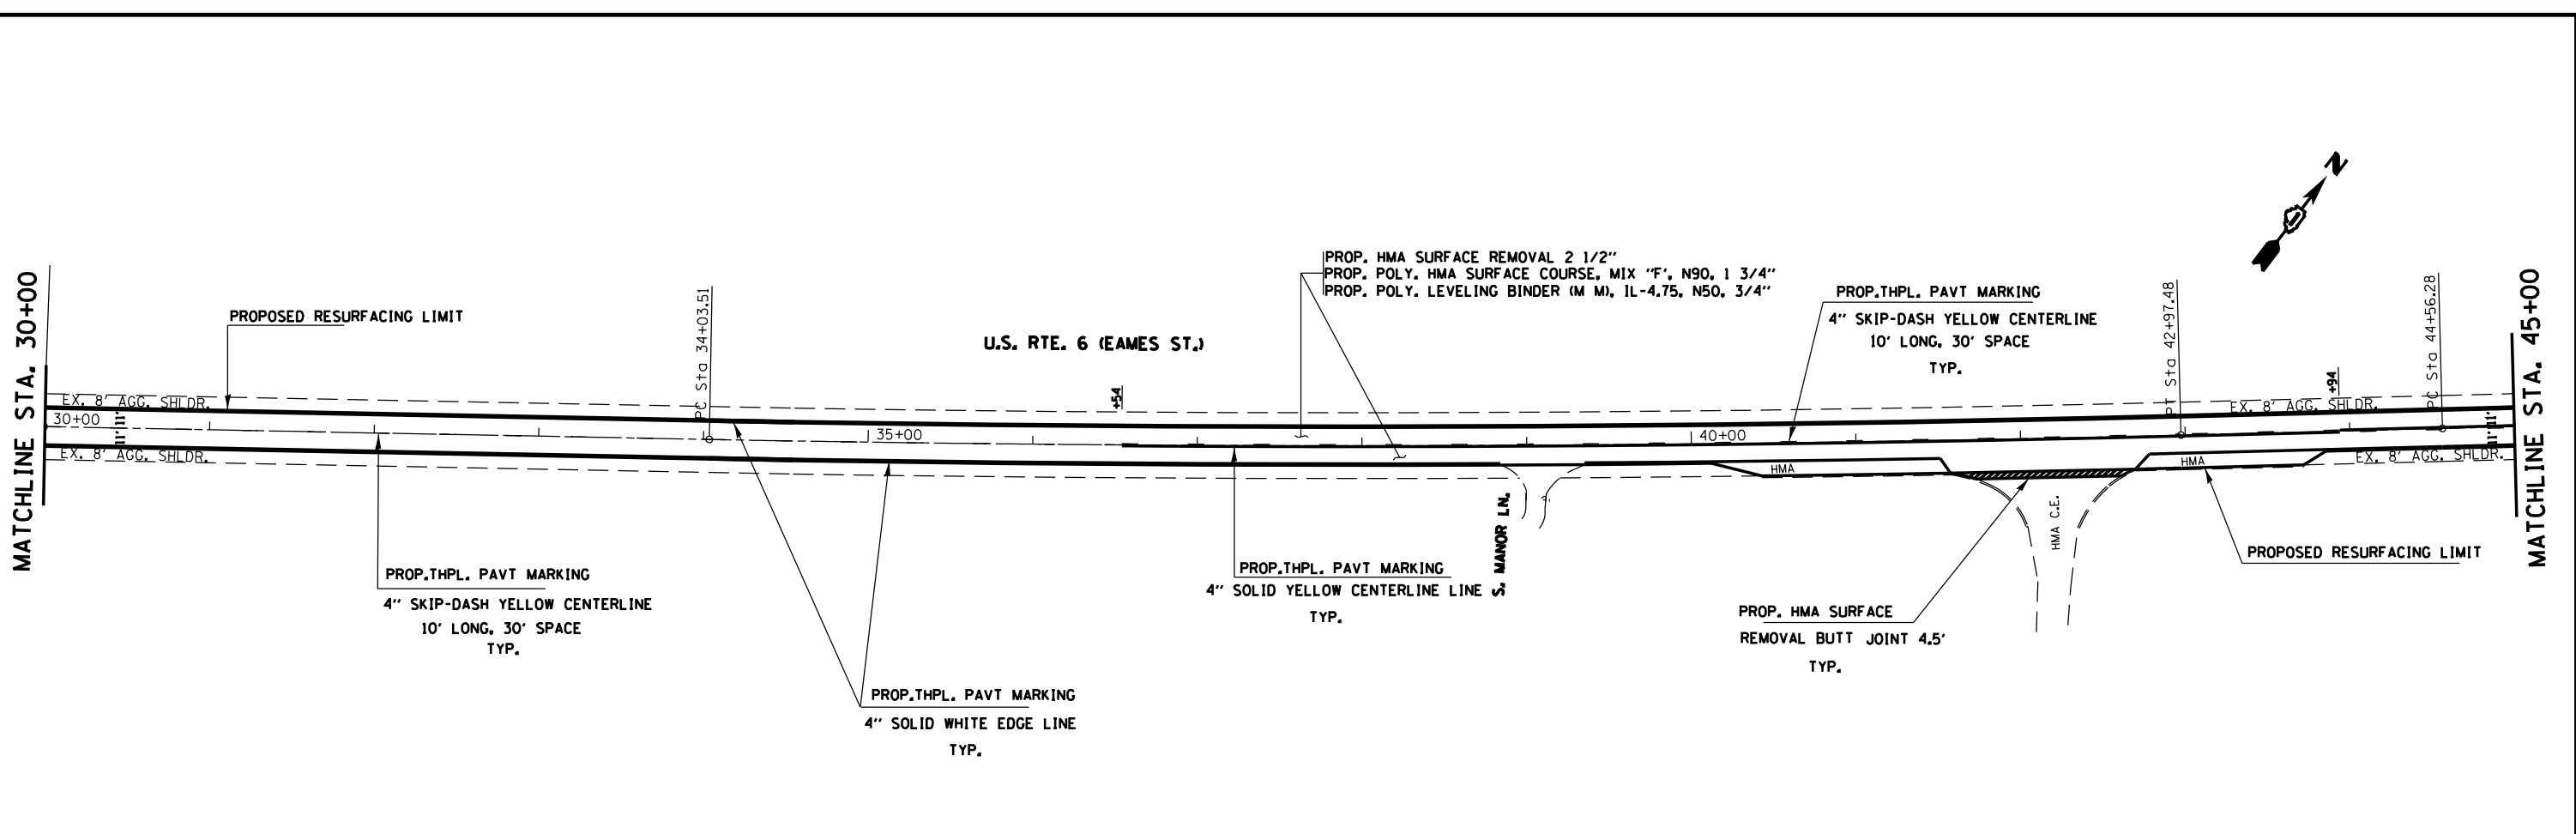 N
PROP. HMA SURFACE REMOVAL 2 1/2"
PROP. POLY. HMA SURFACE COURSE, MIX "F", N90, 1 3/4"
PROP. POLY. LEVELING BINDER (M M), IL-4.75, N50, 3/4"
MATCHLINE STA. 30+00
PROPOSED RESURFACING LIMIT
PC Sta 34+03.51
U.S. RTE. 6 (EAMES ST.)
PROP.THPL. PAVT MARKING
4" SKIP-DASH YELLOW CENTERLINE
10' LONG, 30' SPACE
TYP.
PT Sta 42+97.48
PC Sta 44+56.28
MATCHLINE STA. 45+00
+54
+94
EX. 8' AGG. SHLDR.
EX. 8' AGG. SHLDR.
30+00
11' 11'
35+00
40+00
11' 11'
EX. 8' AGG. SHLDR.
EX. 8' AGG. SHLDR.
HMA
HMA
S. MANOR LN.
HMA C.E.
PROPOSED RESURFACING LIMIT
PROP.THPL. PAVT MARKING
4" SKIP-DASH YELLOW CENTERLINE
10' LONG, 30' SPACE
TYP.
PROP.THPL. PAVT MARKING
4" SOLID YELLOW CENTERLINE LINE
TYP.
PROP. HMA SURFACE
REMOVAL BUTT JOINT 4.5'
TYP.
PROP.THPL. PAVT MARKING
4" SOLID WHITE EDGE LINE
TYP.